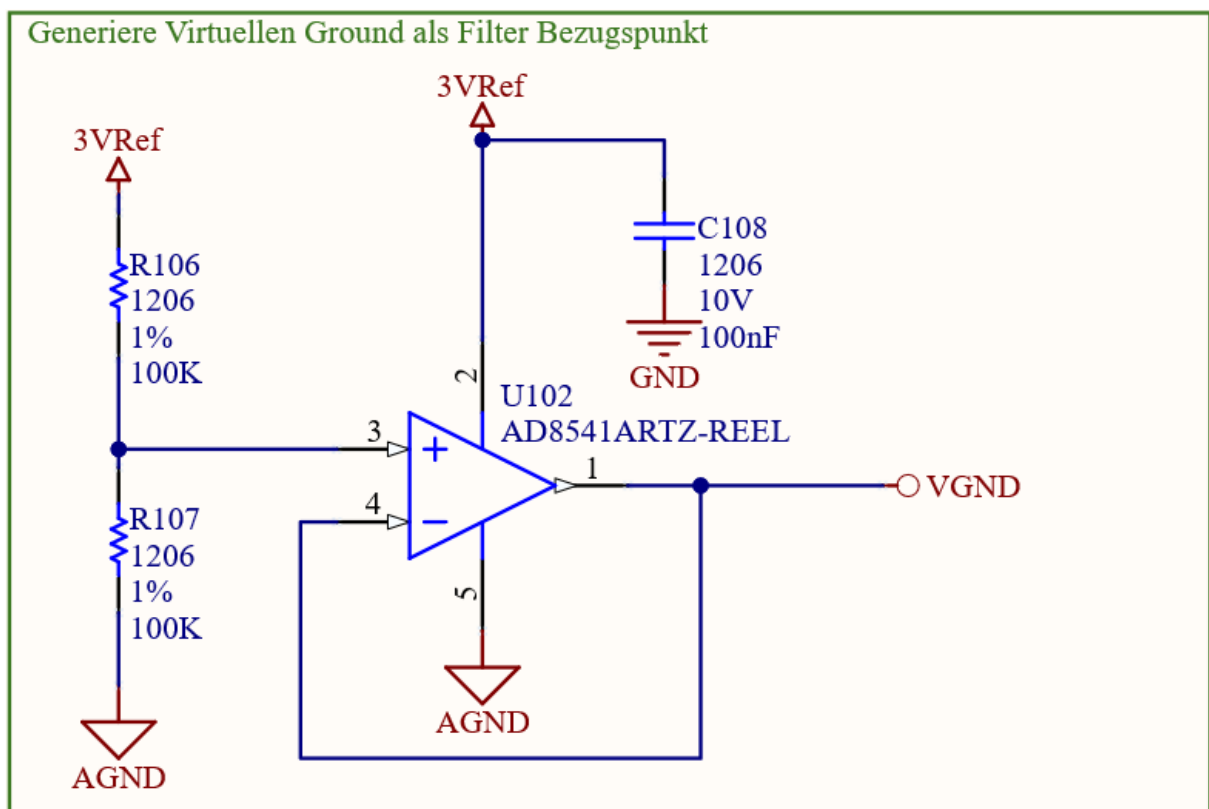 Generiere Virtuellen Ground als Filter Bezugspunkt
3VRef
3VRef
R106
1206
1%
100K
C108
1206
10V
100nF
GND
2
U102
AD8541ARTZ-REEL
3
+
4
−
1
VGND
5
R107
1206
1%
100K
AGND
AGND